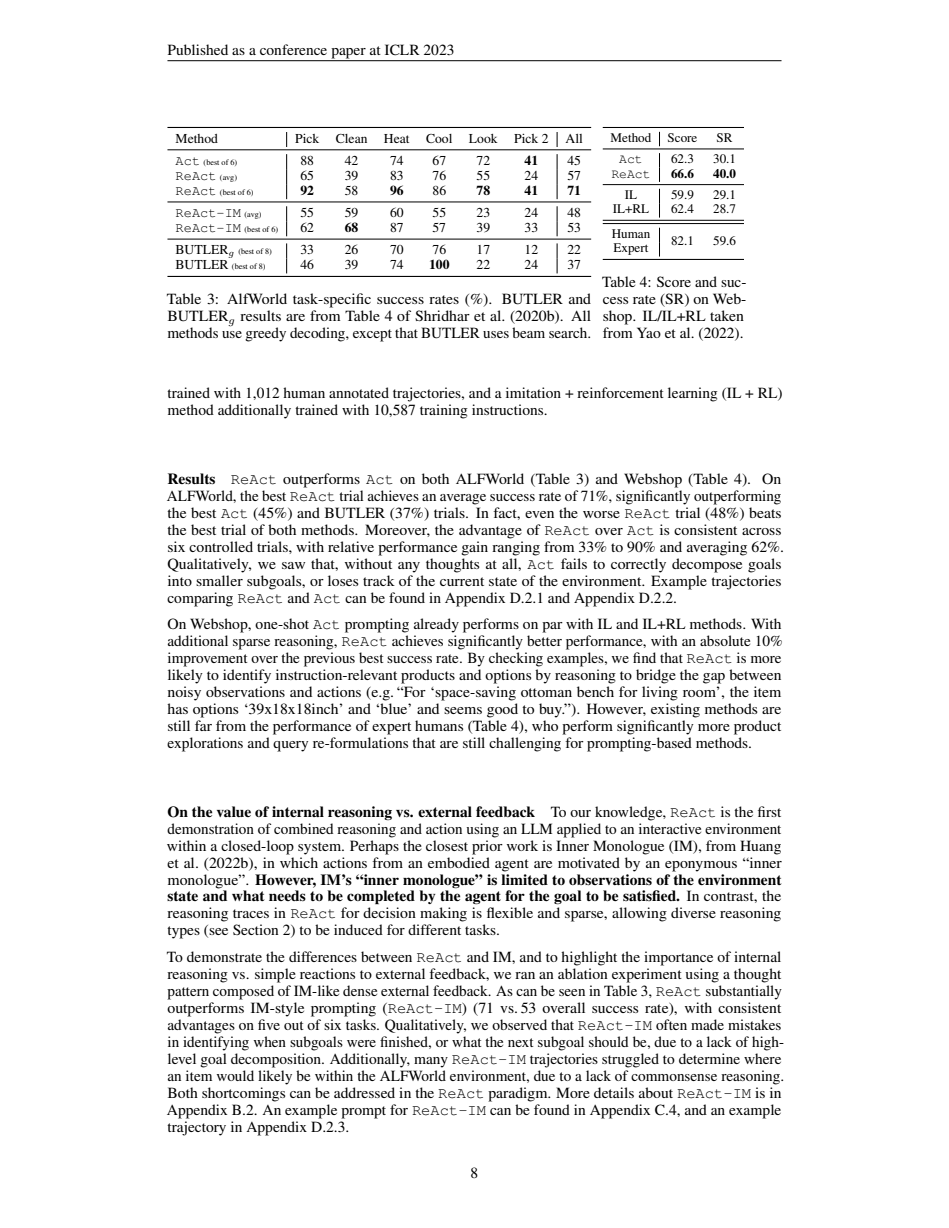 Published as a conference paper at ICLR 2023
Method Pick Clean Heat Cool Look Pick 2 All
Act (best of 6) 88 42 74 67 72 41 45
ReAct (avg) 65 39 83 76 55 24 57
ReAct (best of 6) 92 58 96 86 78 41 71
ReAct-IM (avg) 55 59 60 55 23 24 48
ReAct-IM (best of 6) 62 68 87 57 39 33 53
BUTLERg (best of 8) 33 26 70 76 17 12 22
BUTLER (best of 8) 46 39 74 100 22 24 37
Table 3: AlfWorld task-specific success rates (%). BUTLER and
BUTLERg results are from Table 4 of Shridhar et al. (2020b). All
methods use greedy decoding, except that BUTLER uses beam search.
Method Score SR
Act 62.3 30.1
ReAct 66.6 40.0
IL 59.9 29.1
IL+RL 62.4 28.7
Human
Expert 82.1 59.6
Table 4: Score and suc-
cess rate (SR) on Web-
shop. IL/IL+RL taken
from Yao et al. (2022).
trained with 1,012 human annotated trajectories, and a imitation + reinforcement learning (IL + RL)
method additionally trained with 10,587 training instructions.
Results ReAct outperforms Act on both ALFWorld (Table 3) and Webshop (Table 4). On
ALFWorld, the best ReAct trial achieves an average success rate of 71%, significantly outperforming
the best Act (45%) and BUTLER (37%) trials. In fact, even the worse ReAct trial (48%) beats
the best trial of both methods. Moreover, the advantage of ReAct over Act is consistent across
six controlled trials, with relative performance gain ranging from 33% to 90% and averaging 62%.
Qualitatively, we saw that, without any thoughts at all, Act fails to correctly decompose goals
into smaller subgoals, or loses track of the current state of the environment. Example trajectories
comparing ReAct and Act can be found in Appendix D.2.1 and Appendix D.2.2.
On Webshop, one-shot Act prompting already performs on par with IL and IL+RL methods. With
additional sparse reasoning, ReAct achieves significantly better performance, with an absolute 10%
improvement over the previous best success rate. By checking examples, we find that ReAct is more
likely to identify instruction-relevant products and options by reasoning to bridge the gap between
noisy observations and actions (e.g. “For ‘space-saving ottoman bench for living room’, the item
has options ‘39x18x18inch’ and ‘blue’ and seems good to buy.”). However, existing methods are
still far from the performance of expert humans (Table 4), who perform significantly more product
explorations and query re-formulations that are still challenging for prompting-based methods.
On the value of internal reasoning vs. external feedback To our knowledge, ReAct is the first
demonstration of combined reasoning and action using an LLM applied to an interactive environment
within a closed-loop system. Perhaps the closest prior work is Inner Monologue (IM), from Huang
et al. (2022b), in which actions from an embodied agent are motivated by an eponymous “inner
monologue”. However, IM’s “inner monologue” is limited to observations of the environment
state and what needs to be completed by the agent for the goal to be satisfied. In contrast, the
reasoning traces in ReAct for decision making is flexible and sparse, allowing diverse reasoning
types (see Section 2) to be induced for different tasks.
To demonstrate the differences between ReAct and IM, and to highlight the importance of internal
reasoning vs. simple reactions to external feedback, we ran an ablation experiment using a thought
pattern composed of IM-like dense external feedback. As can be seen in Table 3, ReAct substantially
outperforms IM-style prompting (ReAct-IM) (71 vs. 53 overall success rate), with consistent
advantages on five out of six tasks. Qualitatively, we observed that ReAct-IM often made mistakes
in identifying when subgoals were finished, or what the next subgoal should be, due to a lack of high-
level goal decomposition. Additionally, many ReAct-IM trajectories struggled to determine where
an item would likely be within the ALFWorld environment, due to a lack of commonsense reasoning.
Both shortcomings can be addressed in the ReAct paradigm. More details about ReAct-IM is in
Appendix B.2. An example prompt for ReAct-IM can be found in Appendix C.4, and an example
trajectory in Appendix D.2.3.
8